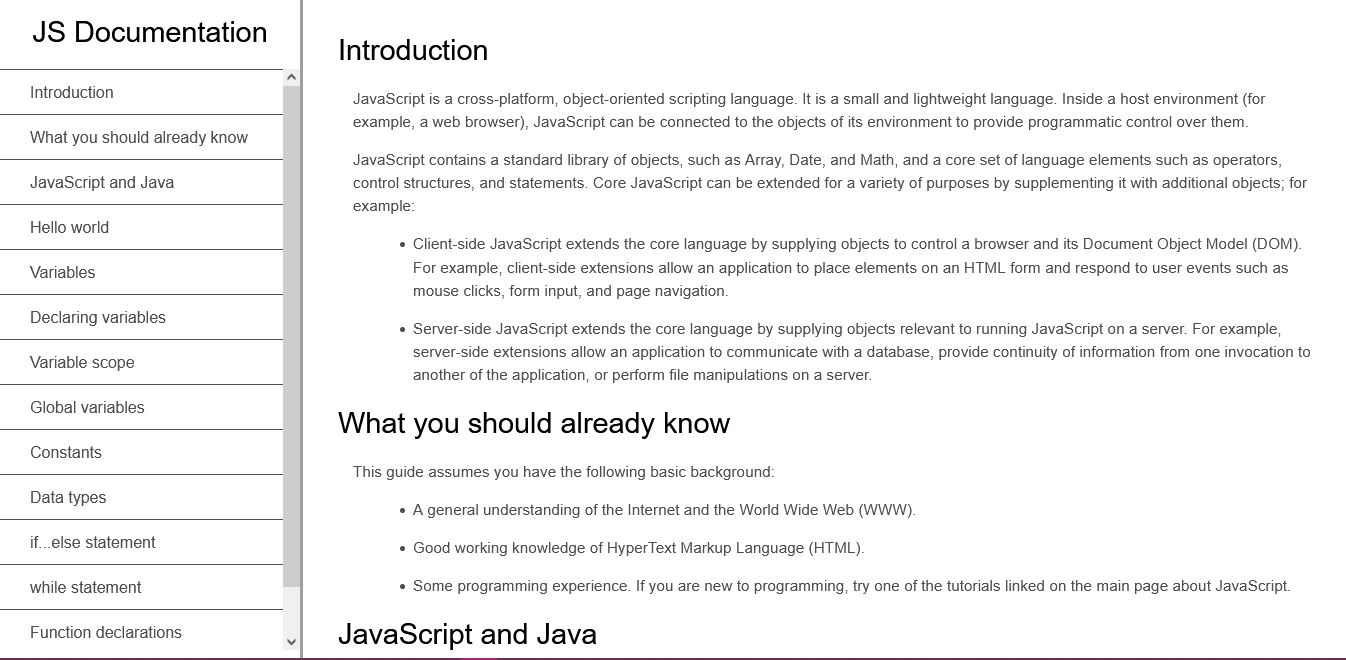 JS Documentation
Introduction
What you should already know
JavaScript and Java
Hello world
Variables
Declaring variables
Variable scope
Global variables
Constants
Data types
if...else statement
while statement
Function declarations
Introduction
JavaScript is a cross-platform, object-oriented scripting language. It is a small and lightweight language. Inside a host environment (for
example, a web browser), JavaScript can be connected to the objects of its environment to provide programmatic control over them.
JavaScript contains a standard library of objects, such as Array, Date, and Math, and a core set of language elements such as operators,
control structures, and statements. Core JavaScript can be extended for a variety of purposes by supplementing it with additional objects; for
example:
• Client-side JavaScript extends the core language by supplying objects to control a browser and its Document Object Model (DOM).
For example, client-side extensions allow an application to place elements on an HTML form and respond to user events such as
mouse clicks, form input, and page navigation.
• Server-side JavaScript extends the core language by supplying objects relevant to running JavaScript on a server. For example,
server-side extensions allow an application to communicate with a database, provide continuity of information from one invocation to
another of the application, or perform file manipulations on a server.
What you should already know
This guide assumes you have the following basic background:
• A general understanding of the Internet and the World Wide Web (WWW).
• Good working knowledge of HyperText Markup Language (HTML).
• Some programming experience. If you are new to programming, try one of the tutorials linked on the main page about JavaScript.
JavaScript and Java